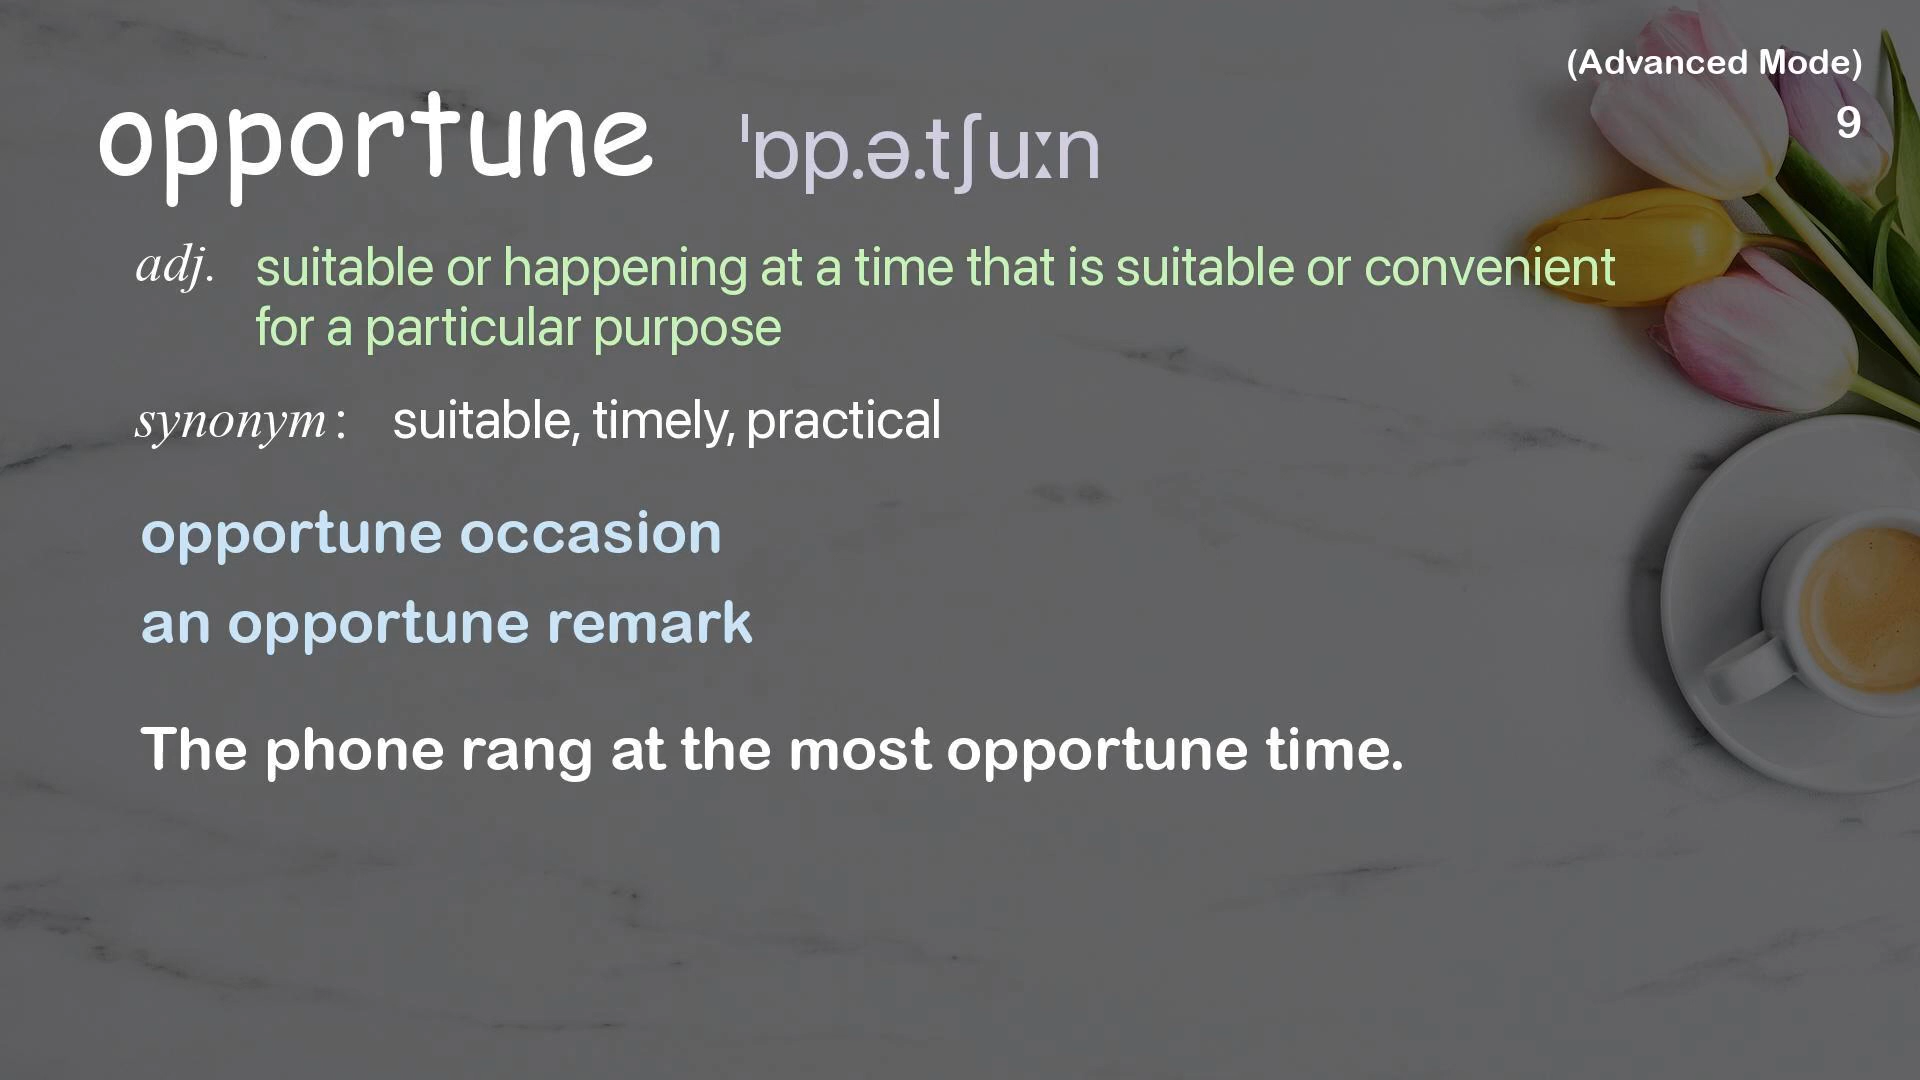 (Advanced Mode)
9
opportune ˈɒp.ə.tʃuːn
adj. suitable or happening at a time that is suitable or convenient
for a particular purpose
synonym: suitable, timely, practical
opportune occasion
an opportune remark
The phone rang at the most opportune time.